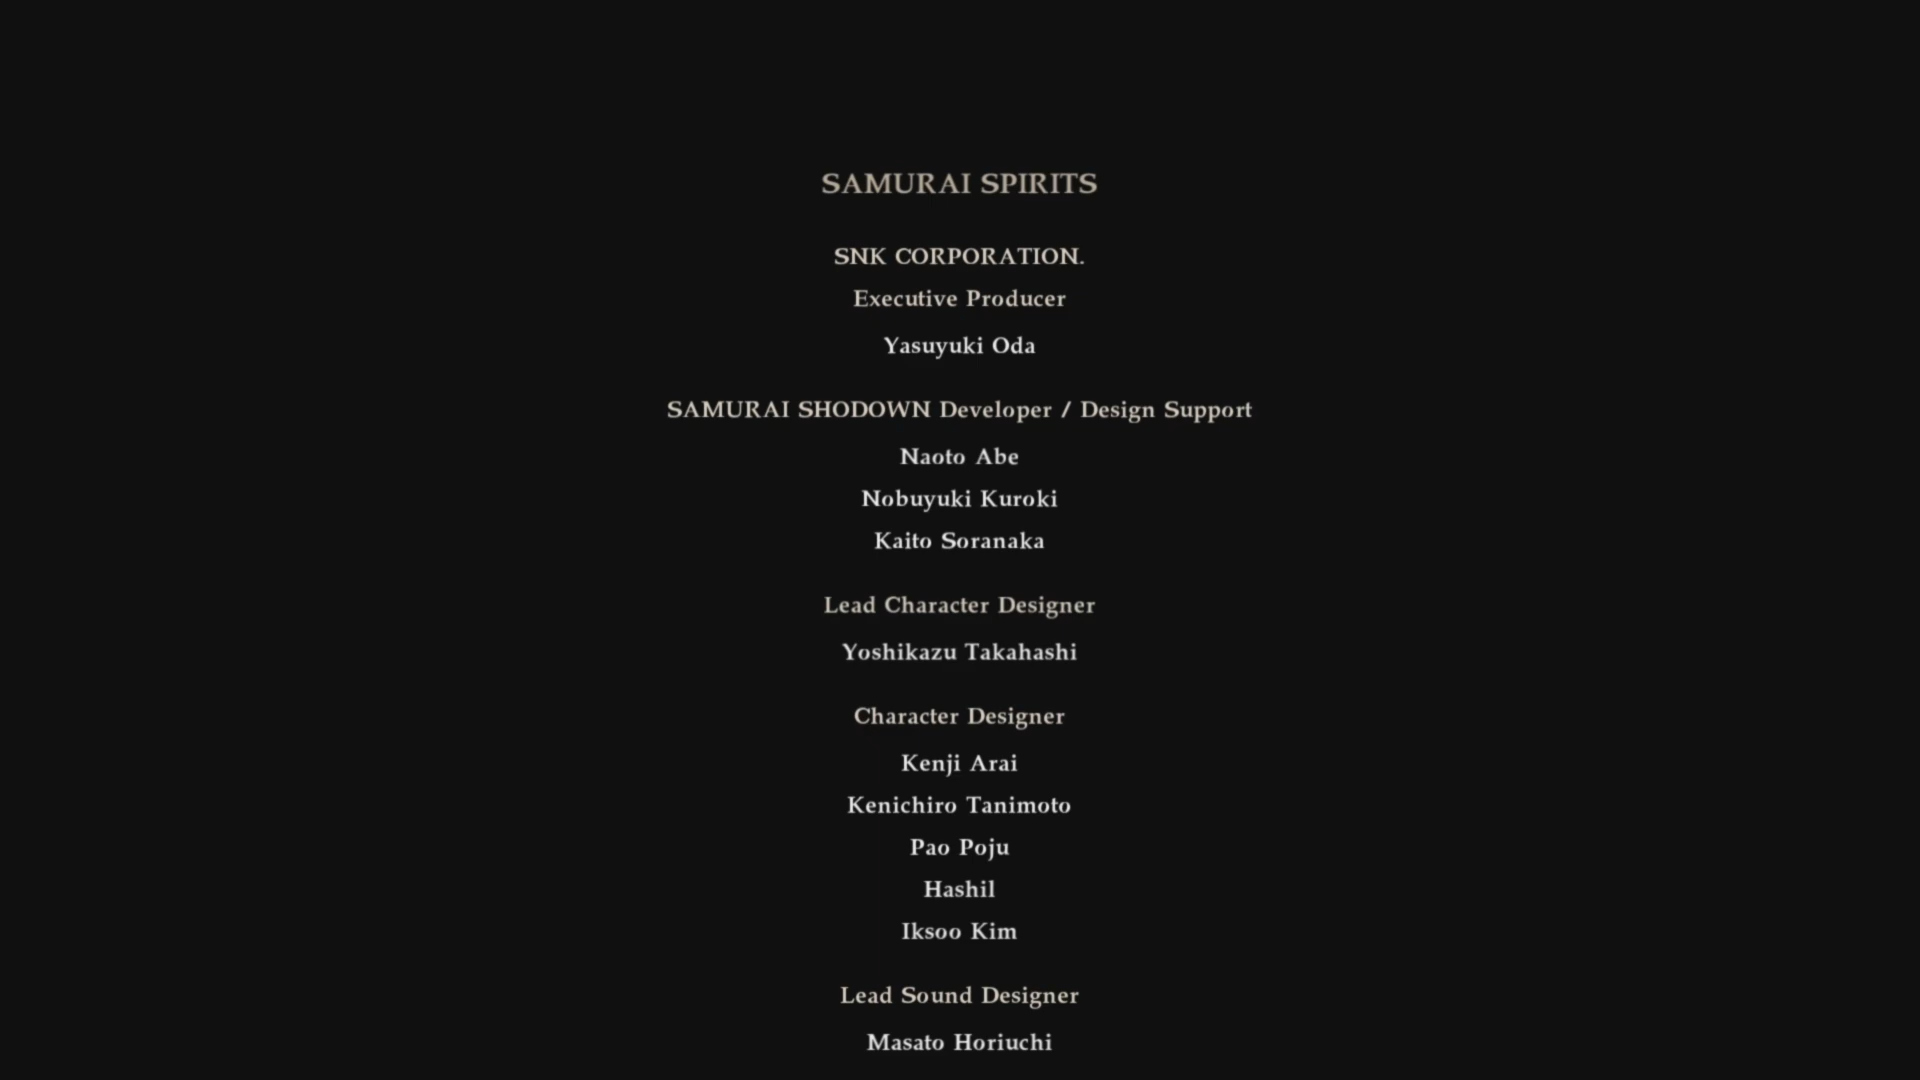 SAMURAI SPIRITS
SNK CORPORATION.
Executive Producer
Yasuyuki Oda
SAMURAI SHODOWN Developer / Design Support
Naoto Abe
Nobuyuki Kuroki
Kaito Soranaka
Lead Character Designer
Yoshikazu Takahashi
Character Designer
Kenji Arai
Kenichiro Tanimoto
Pao Poju
Hashil
Iksoo Kim
Lead Sound Designer
Masato Horiuchi